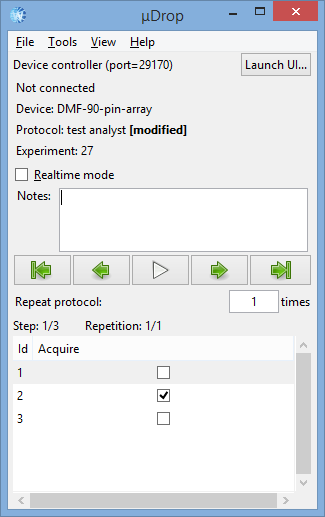 µDrop
File Tools View Help
Device controller (port=29170) Launch UI...
Not connected
Device: DMF-90-pin-array
Protocol: test analyst [modified]
Experiment: 27
Realtime mode
Notes:
Repeat protocol: 1 times
Step: 1/3 Repetition: 1/1
Id Acquire
1
2
3